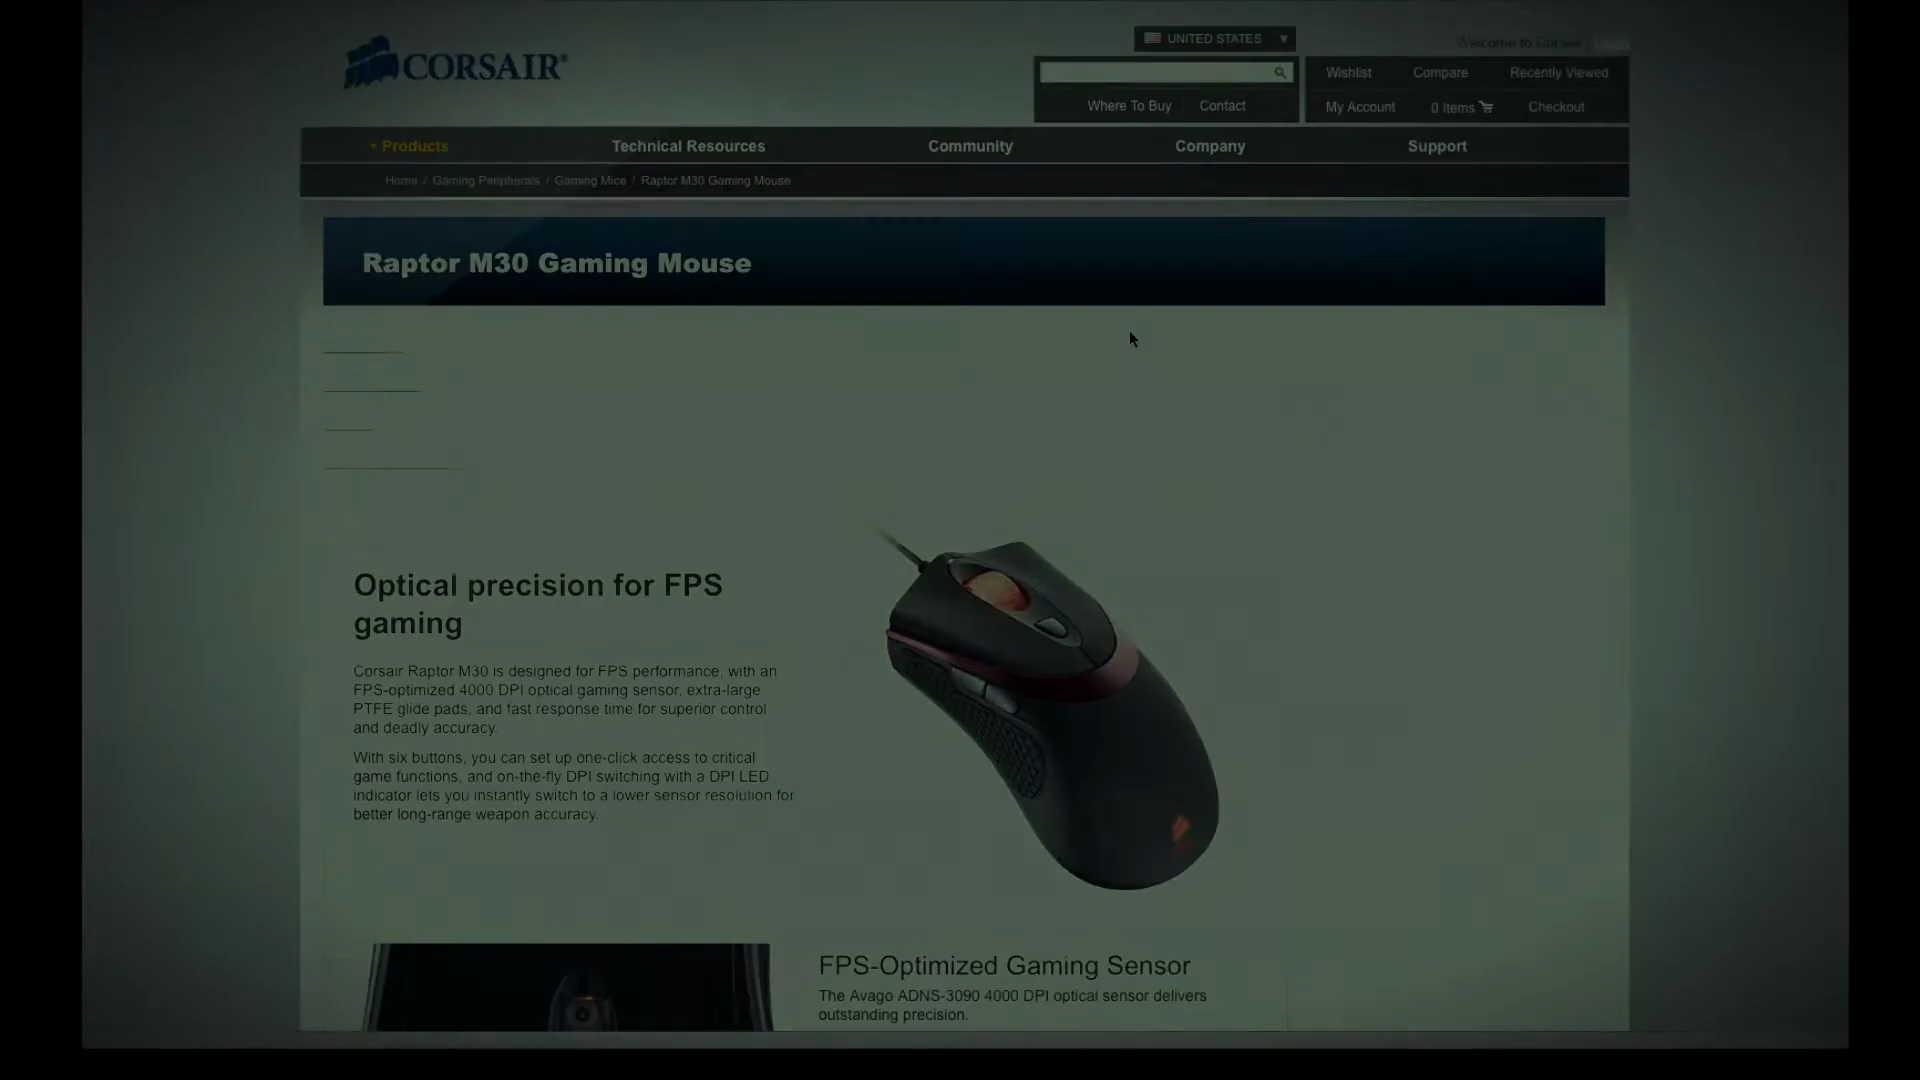 CORSAIR
UNITED STATES
Welcome to Corsair
Wishlist Compare Recently Viewed
Where To Buy Contact
My Account 0 Items Checkout
Products Technical Resources Community Company Support
Home / Gaming Peripherals / Gaming Mice / Raptor M30 Gaming Mouse
Raptor M30 Gaming Mouse
Optical precision for FPS
gaming
Corsair Raptor M30 is designed for FPS performance, with an
FPS-optimized 4000 DPI optical gaming sensor, extra-large
PTFE glide pads, and fast response time for superior control
and deadly accuracy.
With six buttons, you can set up one-click access to critical
game functions, and on-the-fly DPI switching with a DPI LED
indicator lets you instantly switch to a lower sensor resolution for
better long-range weapon accuracy.
FPS-Optimized Gaming Sensor
The Avago ADNS-3090 4000 DPI optical sensor delivers
outstanding precision.